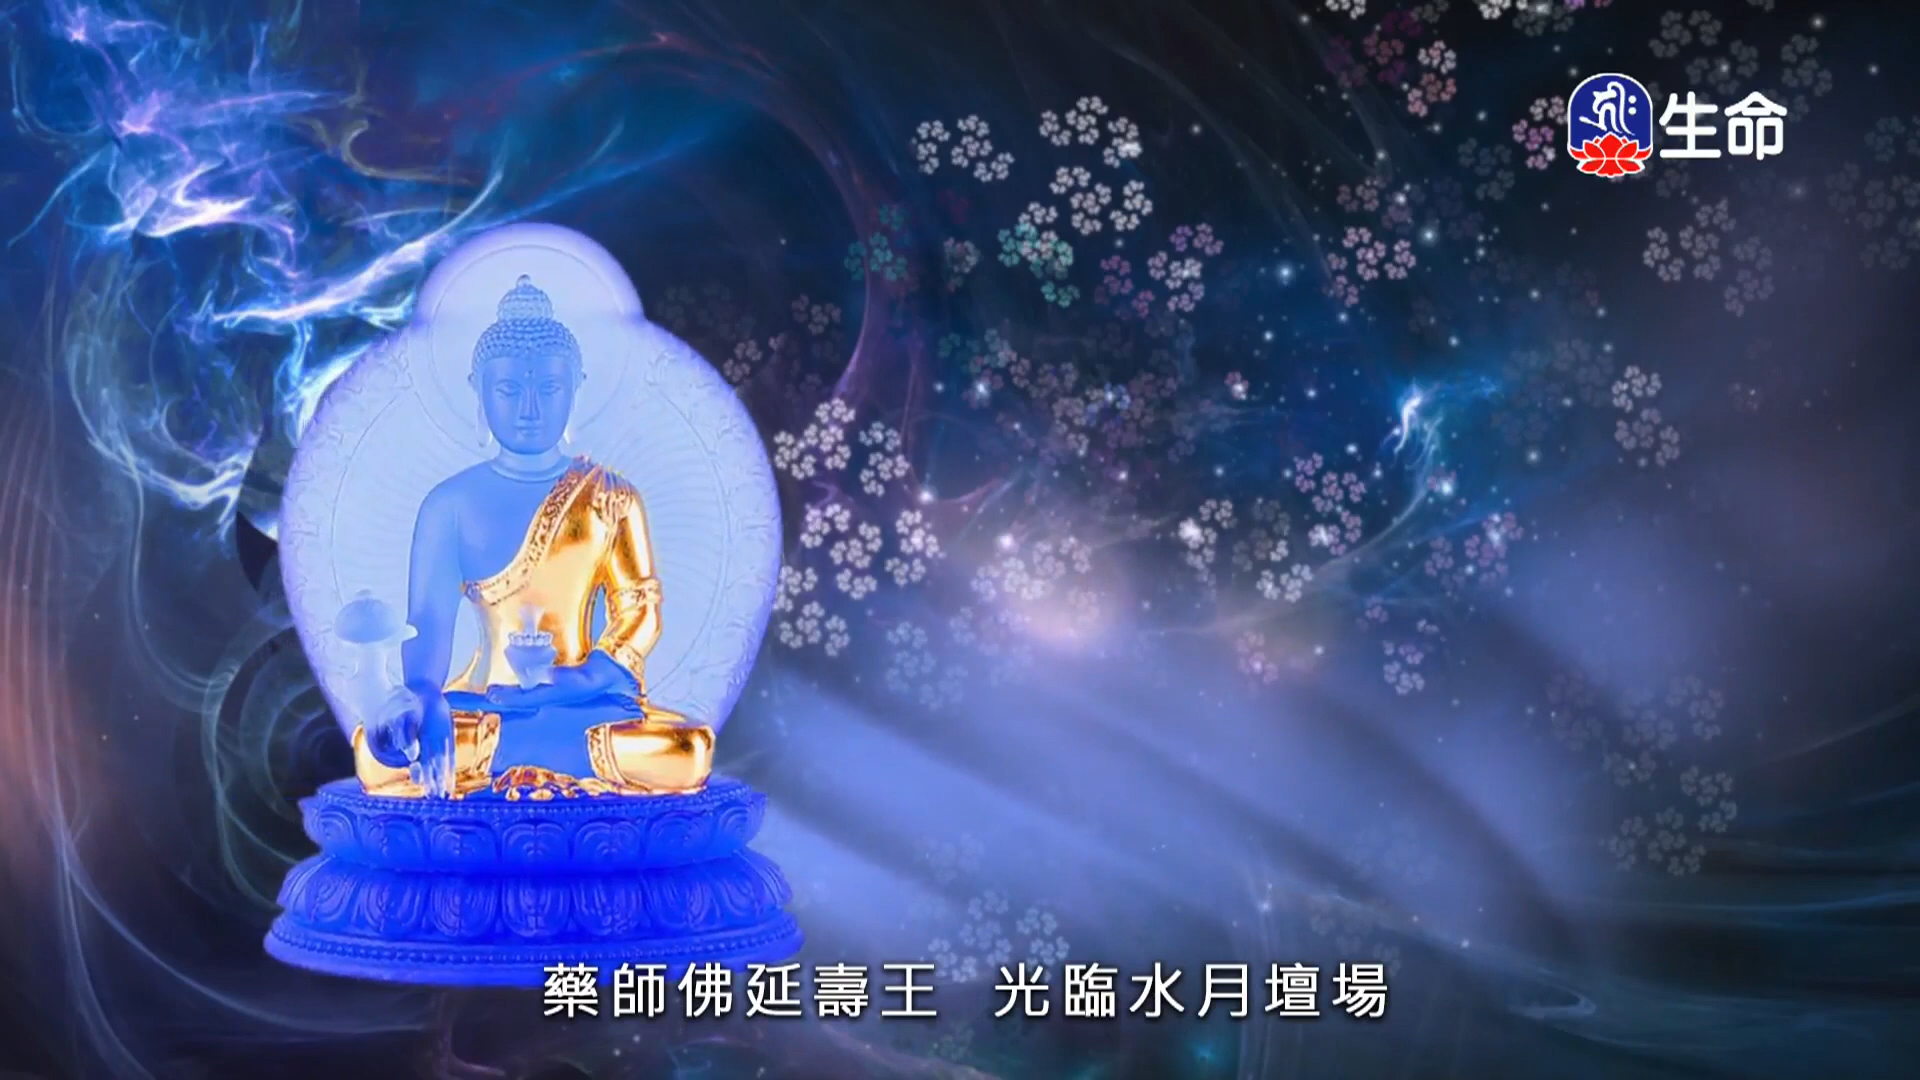 生命
藥師佛延壽王 光臨水月壇場